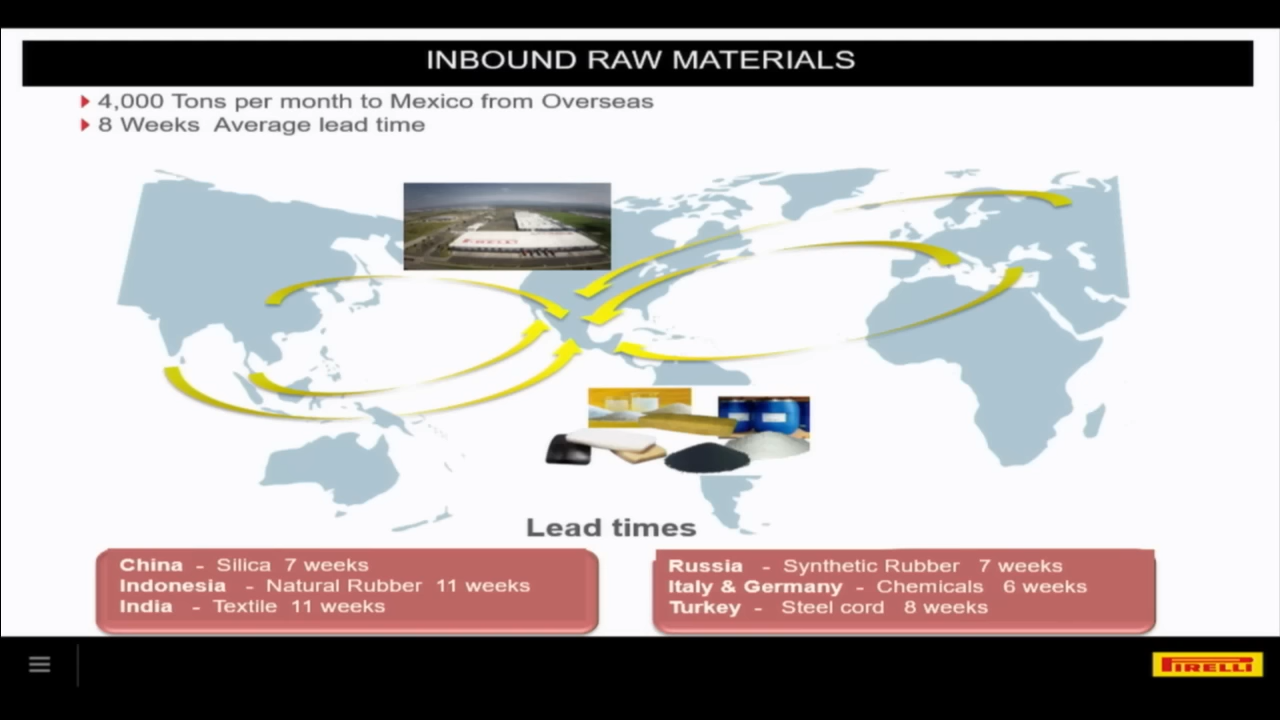 INBOUND RAW MATERIALS
4,000 Tons per month to Mexico from Overseas
8 Weeks Average lead time
PIRELLI
Lead times
China - Silica 7 weeks
Indonesia - Natural Rubber 11 weeks
India - Textile 11 weeks
Russia - Synthetic Rubber 7 weeks
Italy & Germany - Chemicals 6 weeks
Turkey - Steel cord 8 weeks
PIRELLI